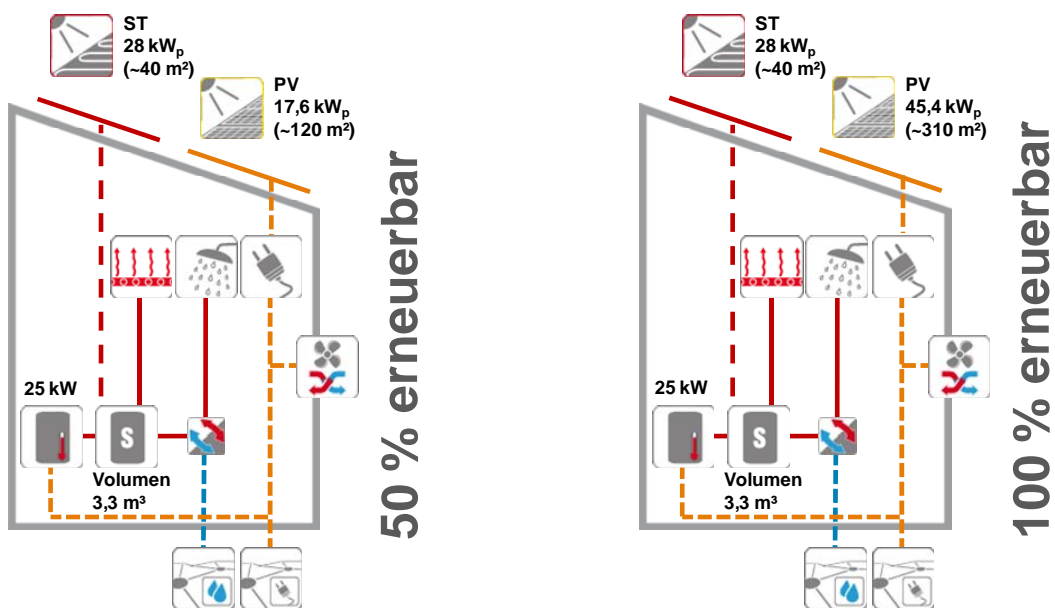 ST
28 kWp
(~40 m²)
PV
17,6 kWp
(~120 m²)
50 % erneuerbar
25 kW
S
Volumen
3,3 m³
ST
28 kWp
(~40 m²)
PV
45,4 kWp
(~310 m²)
100 % erneuerbar
25 kW
S
Volumen
3,3 m³